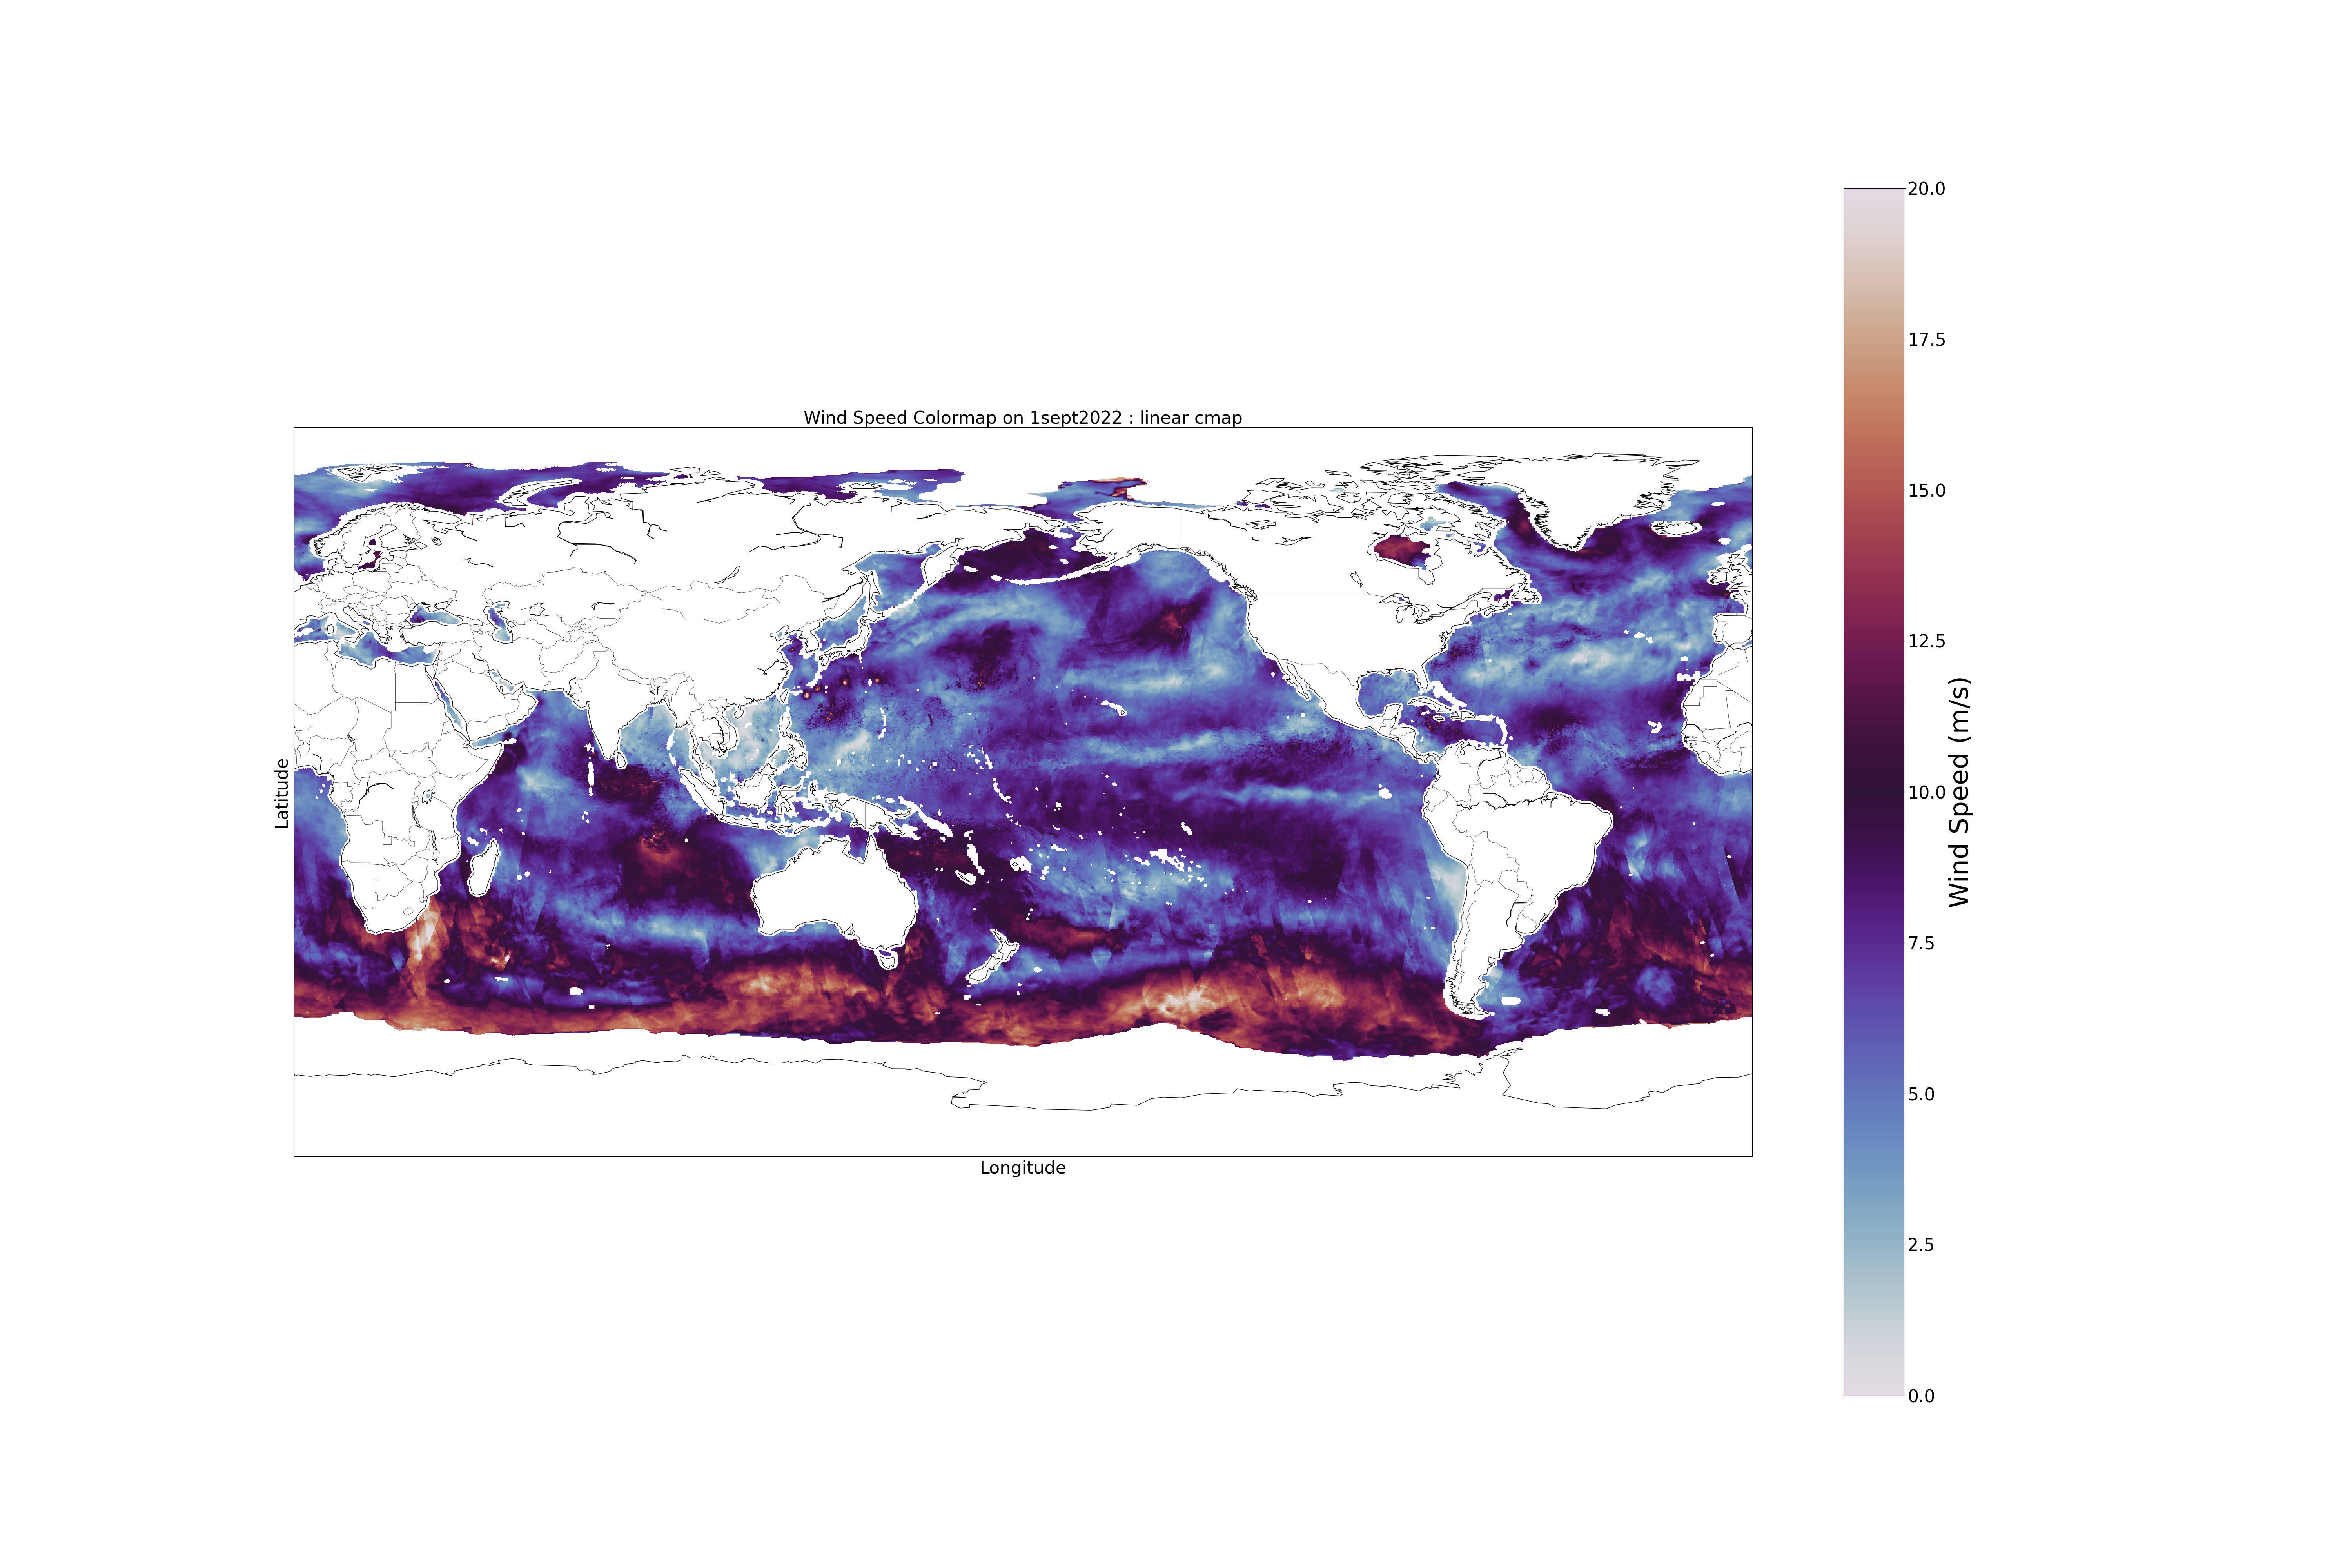 Wind Speed Colormap on 1sept2022 : linear cmap
Latitude
Longitude
20.0
17.5
15.0
12.5
10.0
7.5
5.0
2.5
0.0
Wind Speed (m/s)